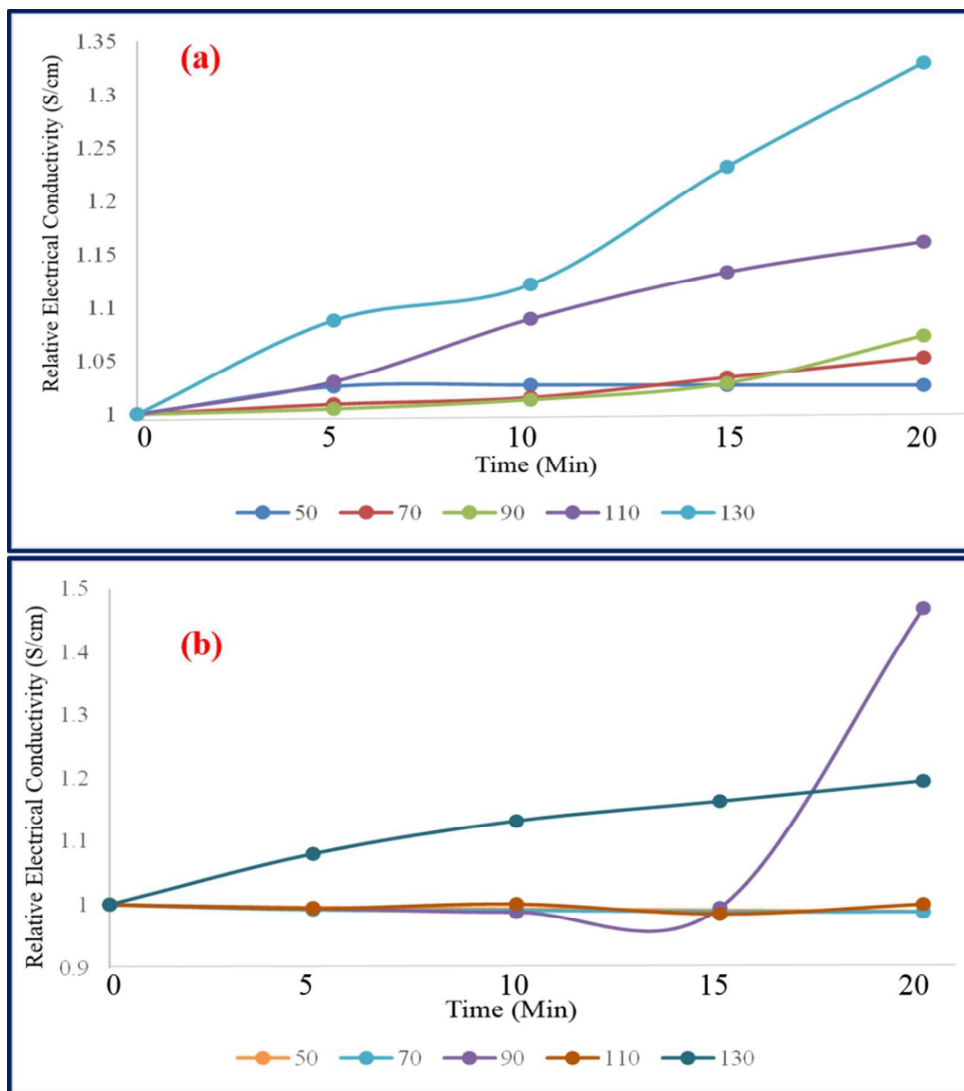 (a)
Relative Electrical Conductivity (S/cm)
1.35
1.3
1.25
1.2
1.15
1.1
1.05
1
0 5 10 15 20
Time (Min)
50 70 90 110 130
(b)
Relative Electrical Conductivity (S/cm)
1.5
1.4
1.3
1.2
1.1
1
0.9
0 5 10 15 20
Time (Min)
50 70 90 110 130